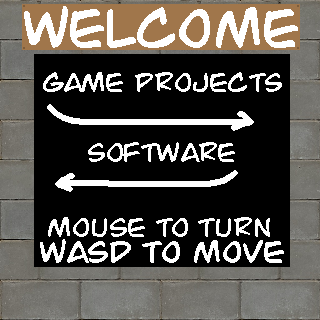 WELCOME
GAME PROJECTS
SOFTWARE
MOUSE TO TURN
WASD TO MOVE